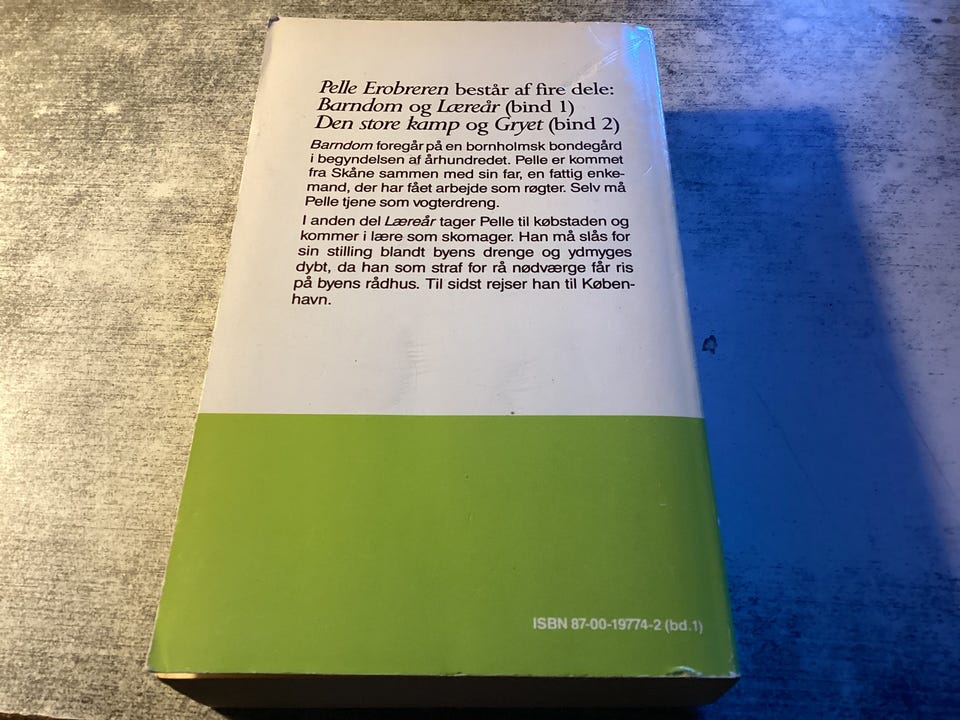 Pelle Erobreren består af fire dele:
Barndom og Læreår (bind 1)
Den store kamp og Gryet (bind 2)
Barndom foregår på en bornholmsk bondegård
i begyndelsen af århundredet. Pelle er kommet
fra Skåne sammen med sin far, en fattig enke-
mand, der har fået arbejde som røgter. Selv må
Pelle tjene som vogterdreng.
I anden del Læreår tager Pelle til købstaden og
kommer i lære som skomager. Han må slås for
sin stilling blandt byens drenge og ydmyges
dybt, da han som straf for rå nødværge får ris
på byens rådhus. Til sidst rejser han til Køben-
havn.
ISBN 87-00-19774-2 (bd.1)